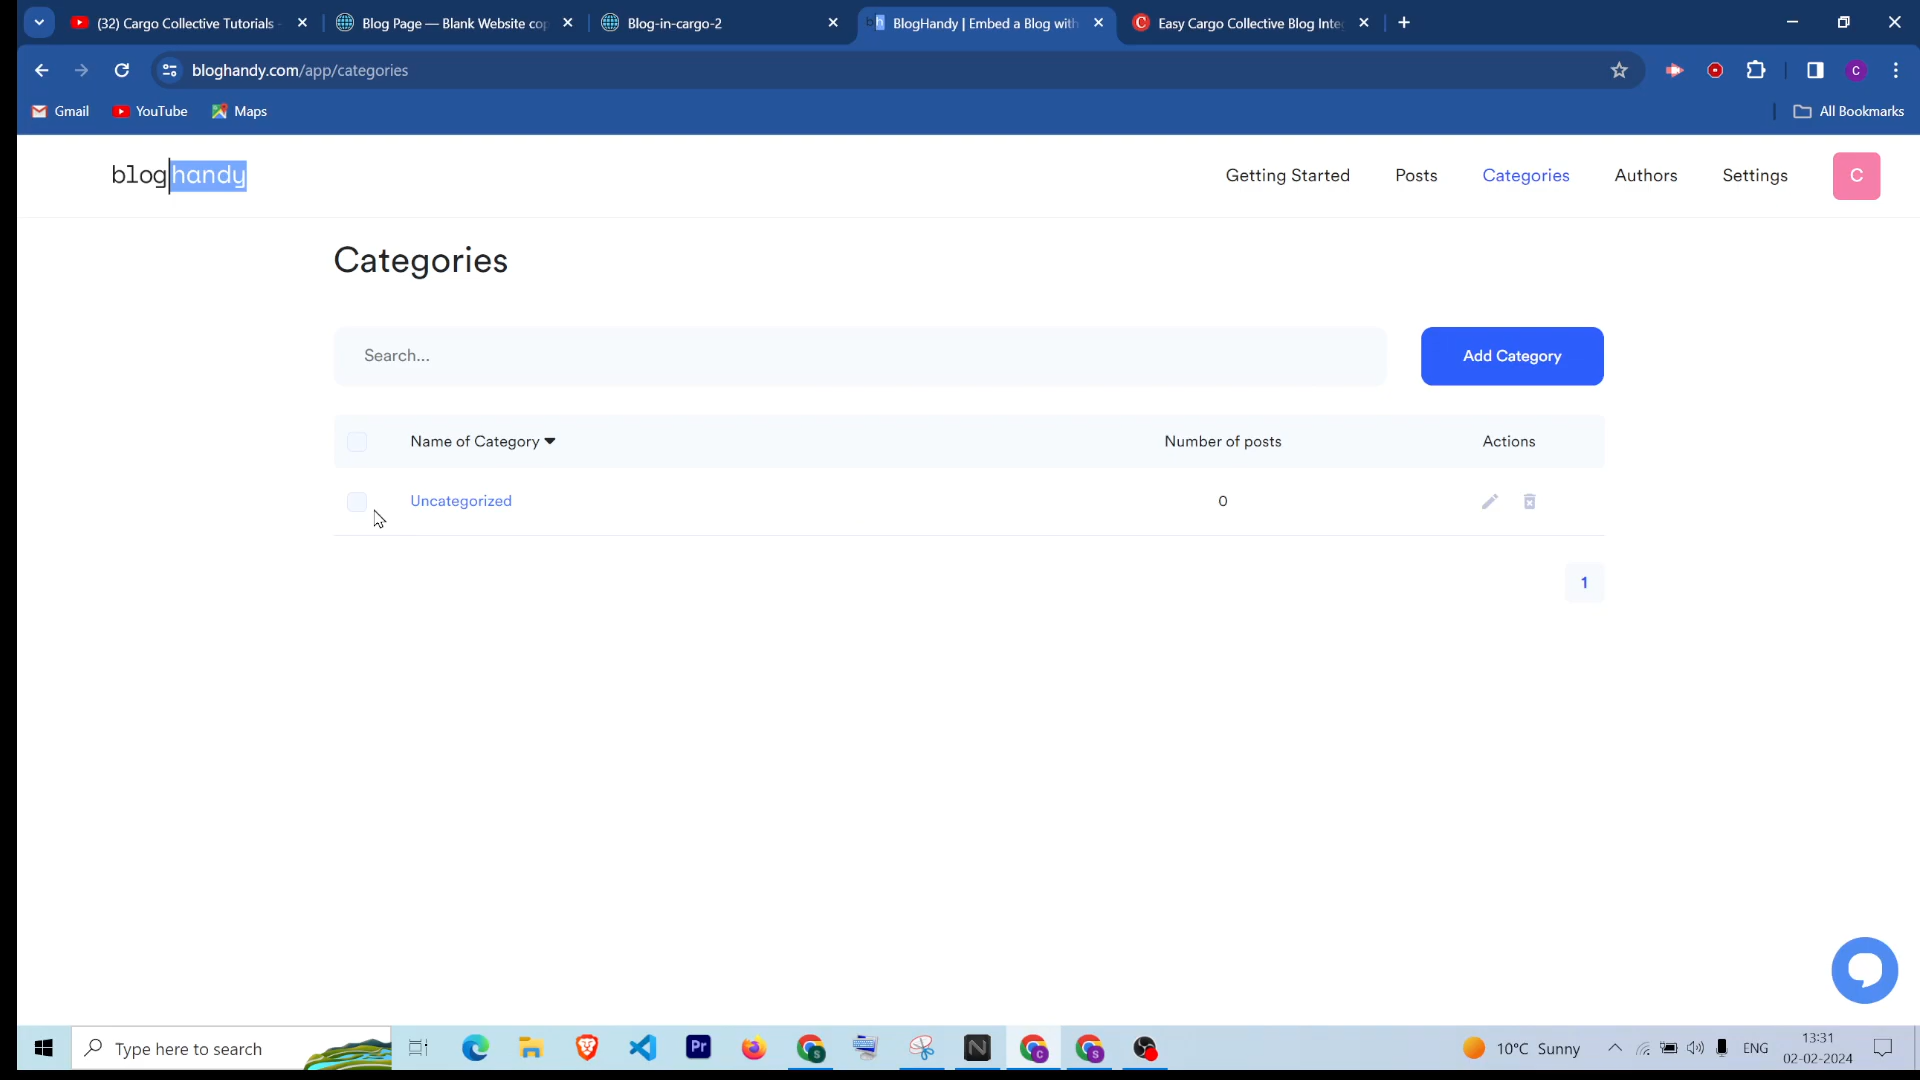 (32) Cargo Collective Tutorials
Blog Page — Blank Website cop
Blog-in-cargo-2
BlogHandy | Embed a Blog with
Easy Cargo Collective Blog Inte
bloghandy.com/app/categories
C
Gmail
YouTube
Maps
All Bookmarks
bloghandy
Getting Started
Posts
Categories
Authors
Settings
C
Categories
Search...
Add Category
Name of Category
Number of posts
Actions
Uncategorized
0
1
Type here to search
Pr
S
N
C
S
10°C Sunny
ENG
13:31
02-02-2024